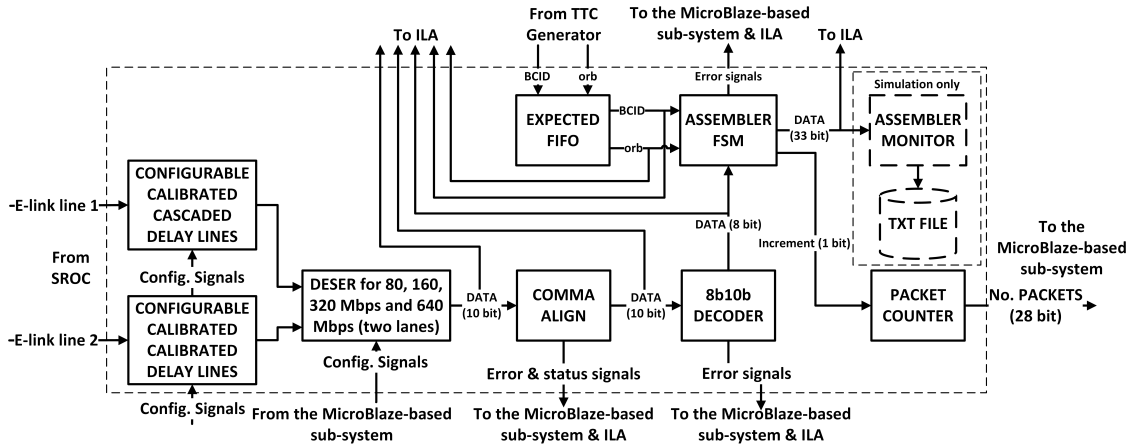 From TTC
Generator
To the MicroBlaze-based
sub-system & ILA
To ILA
To ILA
BCID
orb
Error signals
Simulation only
EXPECTED
FIFO
BCID
orb
ASSEMBLER
FSM
DATA
(33 bit)
ASSEMBLER
MONITOR
TXT FILE
CONFIGURABLE
CALIBRATED
CASCADED
DELAY LINES
-E-link line 1
From
SROC
Config. Signals
DATA (8 bit)
Increment (1 bit)
To the
MicroBlaze-based
sub-system
CONFIGURABLE
CALIBRATED
CALIBRATED
DELAY LINES
-E-link line 2
DESER for 80, 160,
320 Mbps and 640
Mbps (two lanes)
DATA
(10 bit)
COMMA
ALIGN
DATA
(10 bit)
8b10b
DECODER
PACKET
COUNTER
No. PACKETS
(28 bit)
Config. Signals
Error & status signals
Error signals
Config. Signals
From the MicroBlaze-based
sub-system
To the MicroBlaze-based
sub-system & ILA
To the MicroBlaze-based
sub-system & ILA